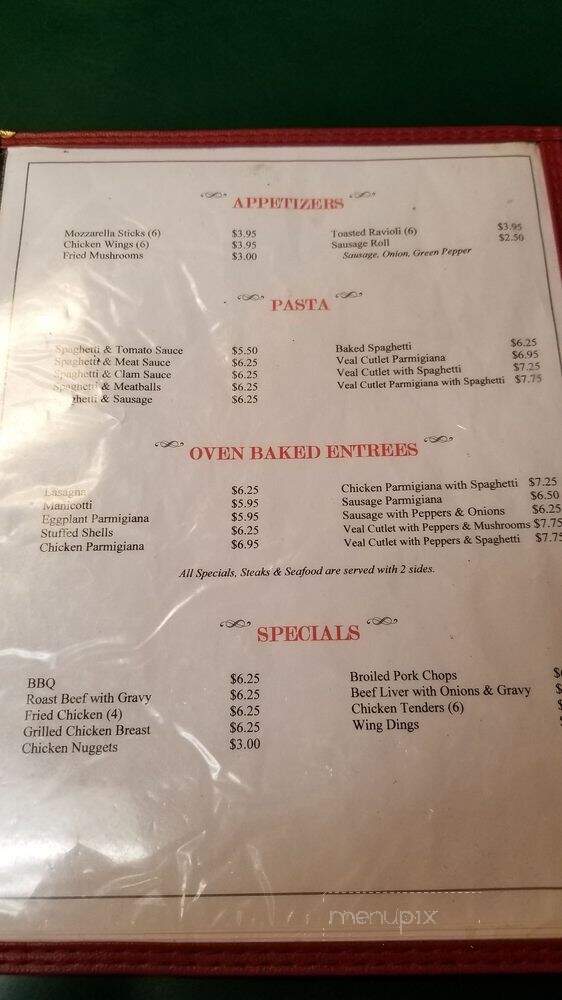 APPETIZERS
Mozzarella Sticks (6) $3.95
Chicken Wings (6) $3.95
Fried Mushrooms $3.00
Toasted Ravioli (6) $3.95
Sausage Roll $2.50
Sausage, Onion, Green Pepper
PASTA
Spaghetti & Tomato Sauce $5.50
Spaghetti & Meat Sauce $6.25
Spaghetti & Clam Sauce $6.25
Spaghetti & Meatballs $6.25
ghetti & Sausage $6.25
Baked Spaghetti $6.25
Veal Cutlet Parmigiana $6.95
Veal Cutlet with Spaghetti $7.25
Veal Cutlet Parmigiana with Spaghetti $7.75
OVEN BAKED ENTREES
Lasagna $6.25
Manicotti $5.95
Eggplant Parmigiana $5.95
Stuffed Shells $6.25
Chicken Parmigiana $6.95
Chicken Parmigiana with Spaghetti $7.25
Sausage Parmigiana $6.50
Sausage with Peppers & Onions $6.25
Veal Cutlet with Peppers & Mushrooms $7.75
Veal Cutlet with Peppers & Spaghetti $7.75
All Specials, Steaks & Seafood are served with 2 sides.
SPECIALS
BBQ $6.25
Roast Beef with Gravy $6.25
Fried Chicken (4) $6.25
Grilled Chicken Breast $6.25
Chicken Nuggets $3.00
Broiled Pork Chops
Beef Liver with Onions & Gravy
Chicken Tenders (6)
Wing Dings
menupix